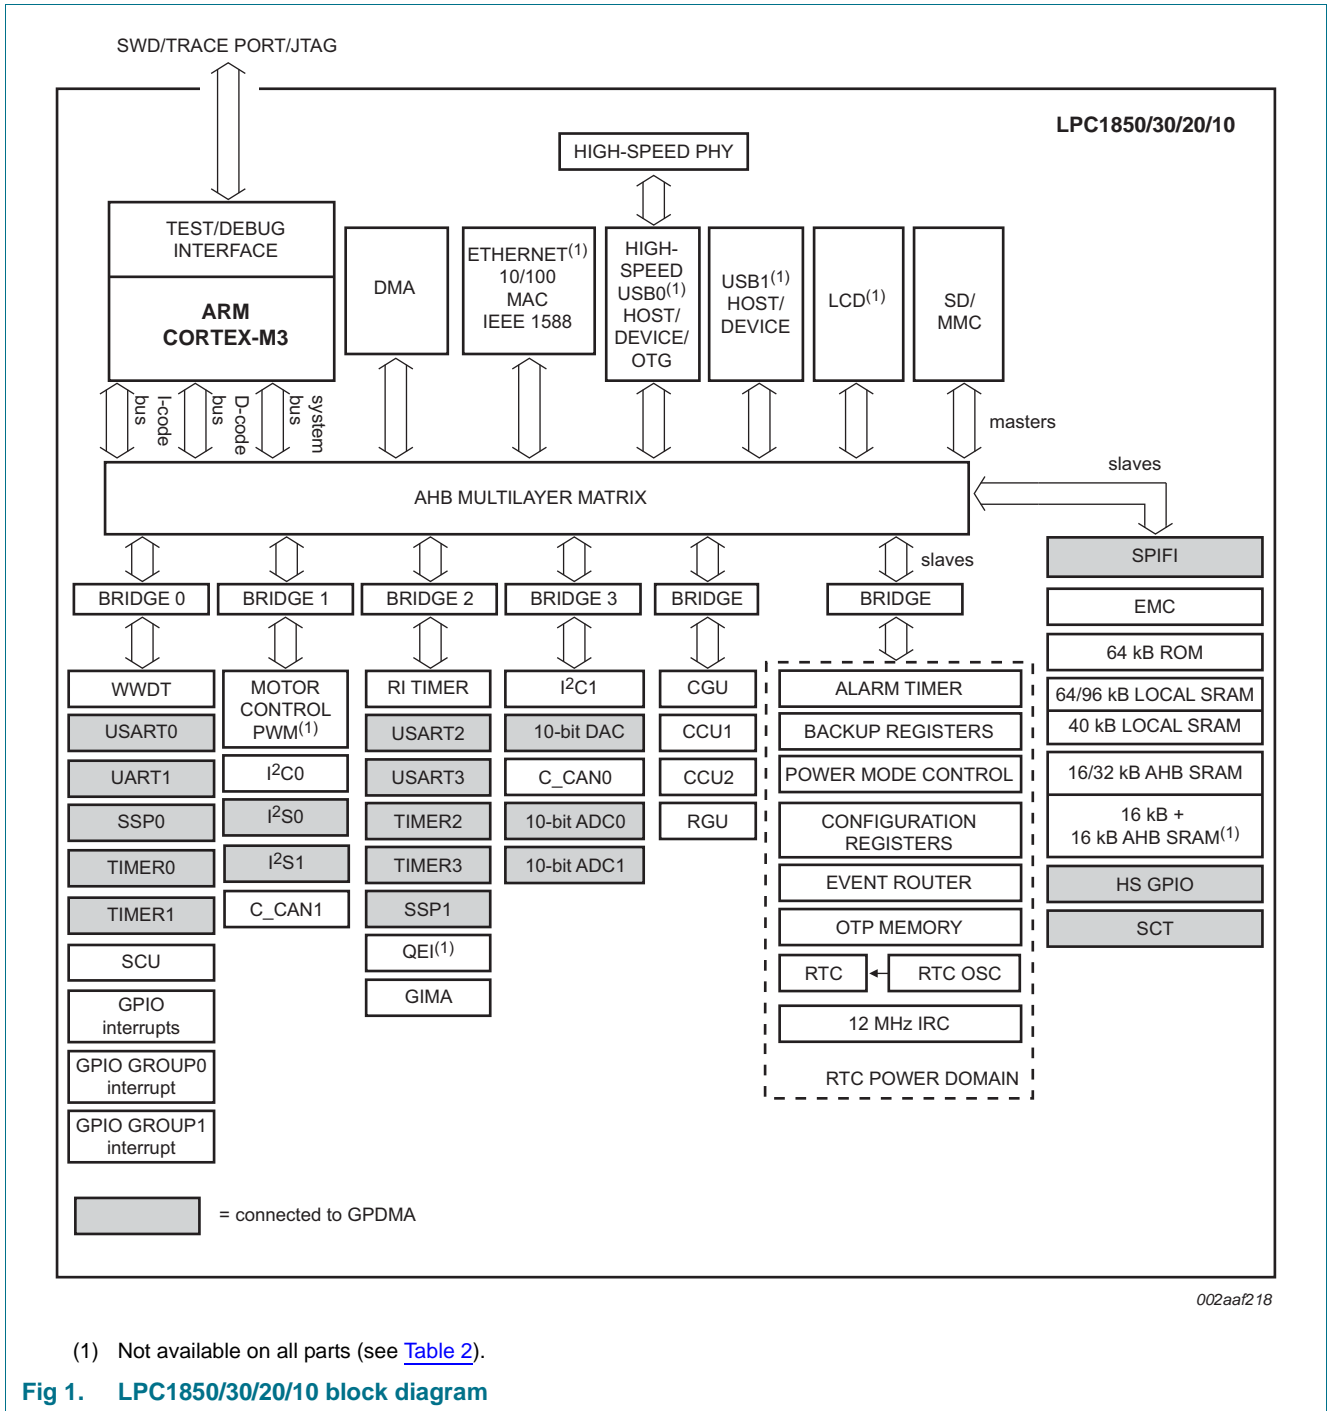 SWD/TRACE PORT/JTAG
LPC1850/30/20/10
HIGH-SPEED PHY
TEST/DEBUG
INTERFACE
ARM
CORTEX-M3
DMA
ETHERNET(1)
10/100
MAC
IEEE 1588
HIGH-
SPEED
USB0(1)
HOST/
DEVICE/
OTG
USB1(1)
HOST/
DEVICE
LCD(1)
SD/
MMC
I-code
bus
D-code
bus
system
bus
masters
slaves
AHB MULTILAYER MATRIX
slaves
BRIDGE 0
BRIDGE 1
BRIDGE 2
BRIDGE 3
BRIDGE
BRIDGE
WWDT
USART0
UART1
SSP0
TIMER0
TIMER1
SCU
GPIO
interrupts
GPIO GROUP0
interrupt
GPIO GROUP1
interrupt
MOTOR
CONTROL
PWM(1)
I2C0
I2S0
I2S1
C_CAN1
RI TIMER
USART2
USART3
TIMER2
TIMER3
SSP1
QEI(1)
GIMA
I2C1
10-bit DAC
C_CAN0
10-bit ADC0
10-bit ADC1
CGU
CCU1
CCU2
RGU
ALARM TIMER
BACKUP REGISTERS
POWER MODE CONTROL
CONFIGURATION
REGISTERS
EVENT ROUTER
OTP MEMORY
RTC
RTC OSC
12 MHz IRC
RTC POWER DOMAIN
SPIFI
EMC
64 kB ROM
64/96 kB LOCAL SRAM
40 kB LOCAL SRAM
16/32 kB AHB SRAM
16 kB +
16 kB AHB SRAM(1)
HS GPIO
SCT
= connected to GPDMA
002aaf218
(1) Not available on all parts (see Table 2).
Fig 1. LPC1850/30/20/10 block diagram